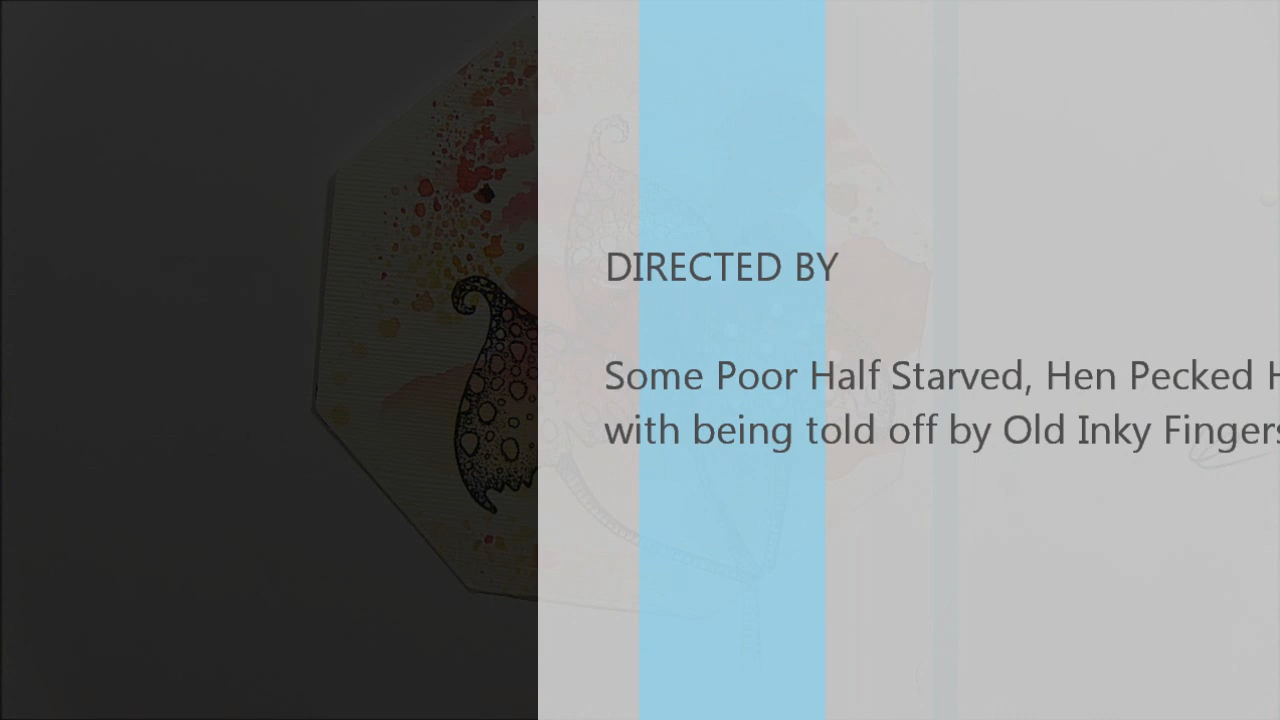 DIRECTED BY
Some Poor Half Starved, Hen Pecked H
with being told off by Old Inky Fingers